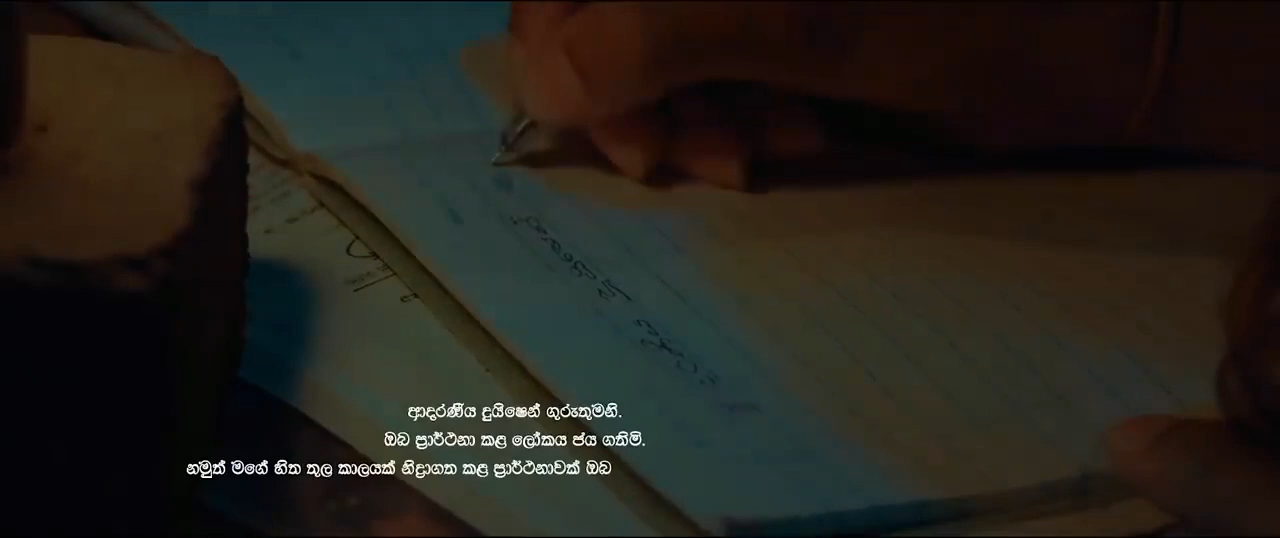 ආදරණීය දුයිෂෙන් ගුරුතුමනි.
ඔබ ප්‍රාර්ථනා කළ ලෝකය ජය ගතිමි.
නමුත් මගේ හිත තුල කාලයක් නිද්‍රාගත කළ ප්‍රාර්ථනාවක් ඔබ